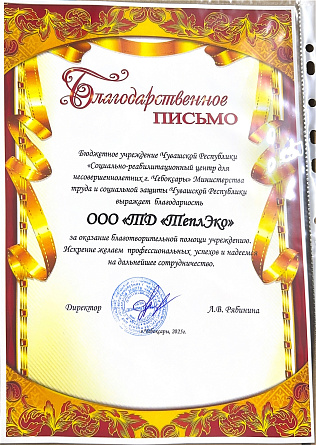 Благодарственное
ПИСЬМО
Бюджетное учреждение Чувашской Республики
«Социально-реабилитационный центр для
несовершеннолетних г. Чебоксары» Министерства
труда и социальной защиты Чувашской Республики
выражает благодарность
ООО «ТД «ТеплЭко»
за оказание благотворительной помощи учреждению.
Искренне желаем профессиональных успехов и надеемся
на дальнейшее сотрудничество.
Директор Л.В. Рябинина
г.Чебоксары, 2025г.